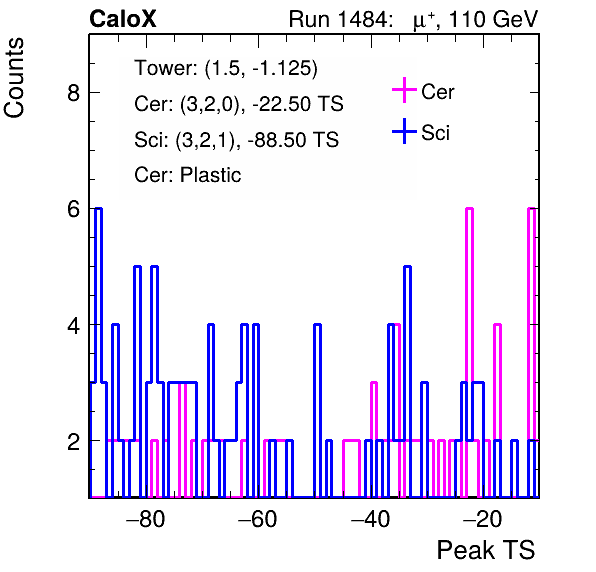 CaloX Run 1484: μ⁺, 110 GeV
Counts
Tower: (1.5, -1.125)
Cer: (3,2,0), -22.50 TS
Sci: (3,2,1), -88.50 TS
Cer: Plastic
Cer
Sci
8
6
4
2
−80 −60 −40 −20
Peak TS